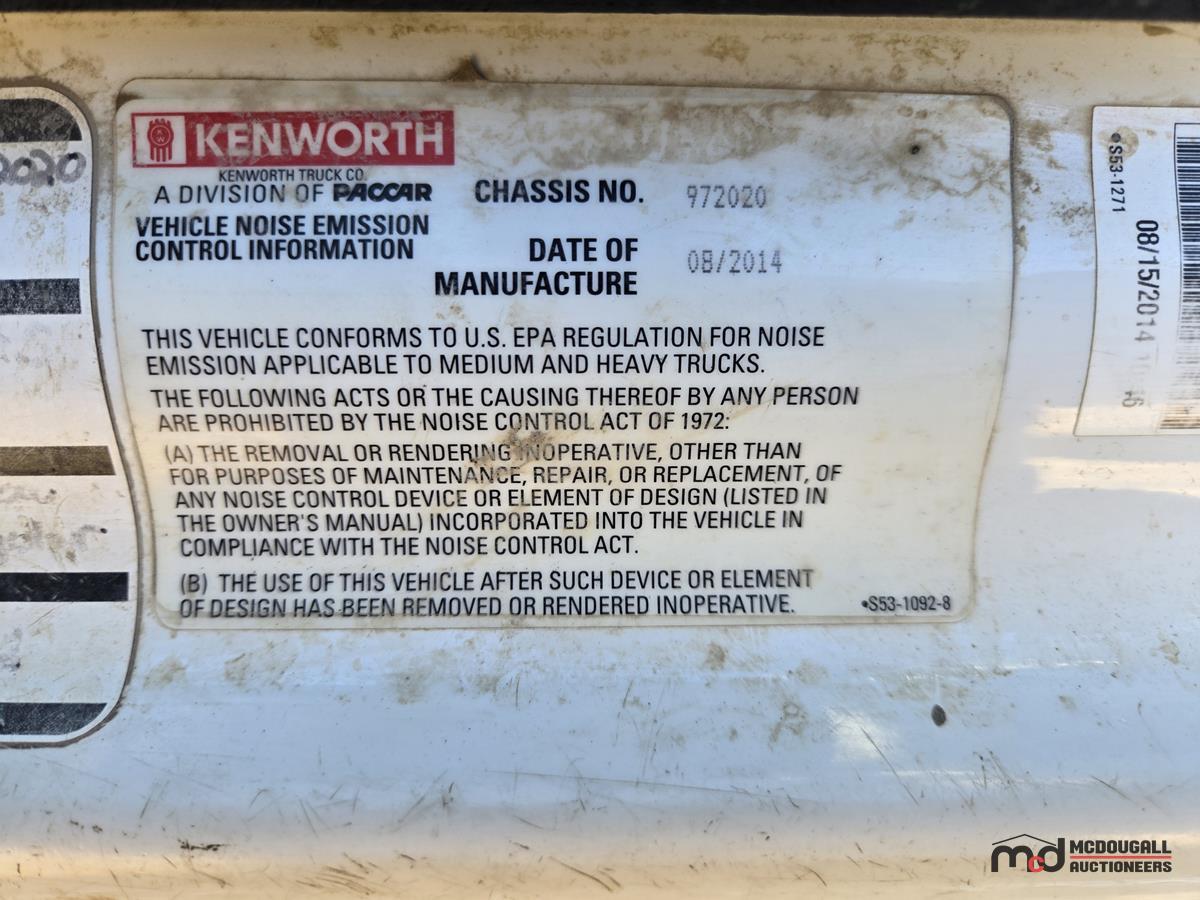 KENWORTH
KENWORTH TRUCK CO.
A DIVISION OF PACCAR
VEHICLE NOISE EMISSION
CONTROL INFORMATION
CHASSIS NO. 972020
DATE OF
MANUFACTURE 08/2014
THIS VEHICLE CONFORMS TO U.S. EPA REGULATION FOR NOISE
EMISSION APPLICABLE TO MEDIUM AND HEAVY TRUCKS.
THE FOLLOWING ACTS OR THE CAUSING THEREOF BY ANY PERSON
ARE PROHIBITED BY THE NOISE CONTROL ACT OF 1972:
(A) THE REMOVAL OR RENDERING INOPERATIVE, OTHER THAN
FOR PURPOSES OF MAINTENANCE, REPAIR, OR REPLACEMENT, OF
ANY NOISE CONTROL DEVICE OR ELEMENT OF DESIGN (LISTED IN
THE OWNER'S MANUAL) INCORPORATED INTO THE VEHICLE IN
COMPLIANCE WITH THE NOISE CONTROL ACT.
(B) THE USE OF THIS VEHICLE AFTER SUCH DEVICE OR ELEMENT
OF DESIGN HAS BEEN REMOVED OR RENDERED INOPERATIVE.
•S53-1092-8
•S53-1271
08/15/2014
mcd MCDOUGALL
AUCTIONEERS